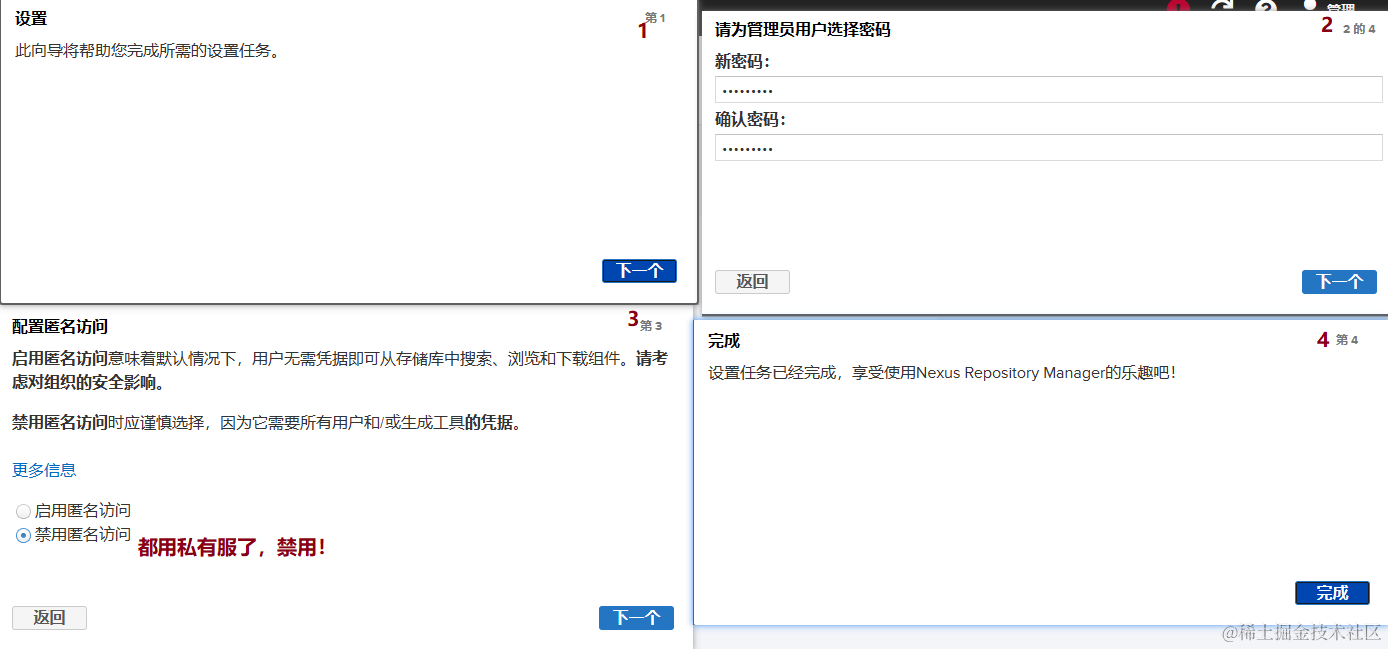 设置
第 1
1
此向导将帮助您完成所需的设置任务。
下一个
管理
请为管理员用户选择密码
2
2 的 4
新密码：
•••••••••
确认密码：
•••••••••
返回
下一个
配置匿名访问
3
第 3
启用匿名访问意味着默认情况下，用户无需凭据即可从存储库中搜索、浏览和下载组件。请考
虑对组织的安全影响。
禁用匿名访问时应谨慎选择，因为它需要所有用户和/或生成工具的凭据。
更多信息
启用匿名访问
禁用匿名访问
都用私有服了，禁用！
返回
下一个
完成
4
第 4
设置任务已经完成，享受使用Nexus Repository Manager的乐趣吧！
完成
@稀土掘金技术社区